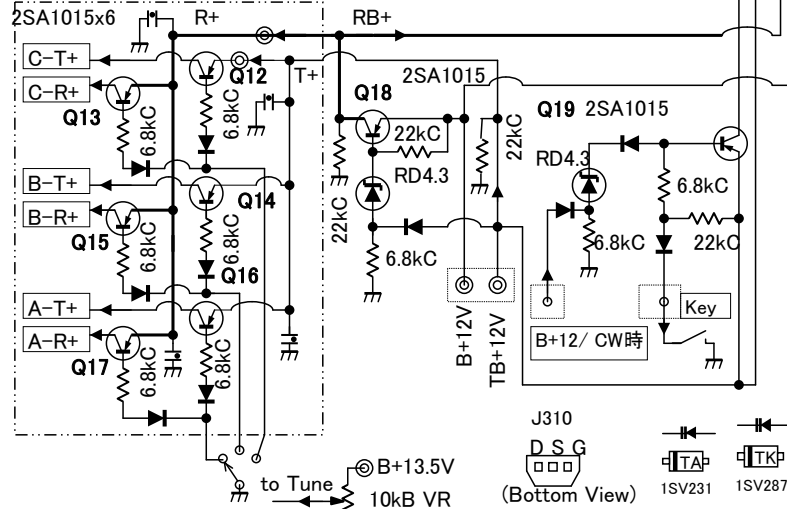 2SA1015x6
R+
RB+
C-T+
Q12
T+
2SA1015
C-R+
Q13
6.8kC
6.8kC
Q18
22kC
22kC
Q19 2SA1015
RD4.3
RD4.3
B-T+
Q14
6.8kC
B-R+
Q15
6.8kC
6.8kC
22kC
6.8kC
22kC
Q16
6.8kC
A-T+
A-R+
Q17
6.8kC
6.8kC
B+12V
TB+12V
Key
B+12/ CW時
J310
D S G
(Bottom View)
TA
TK
1SV231
1SV287
B+13.5V
to Tune
10kB VR